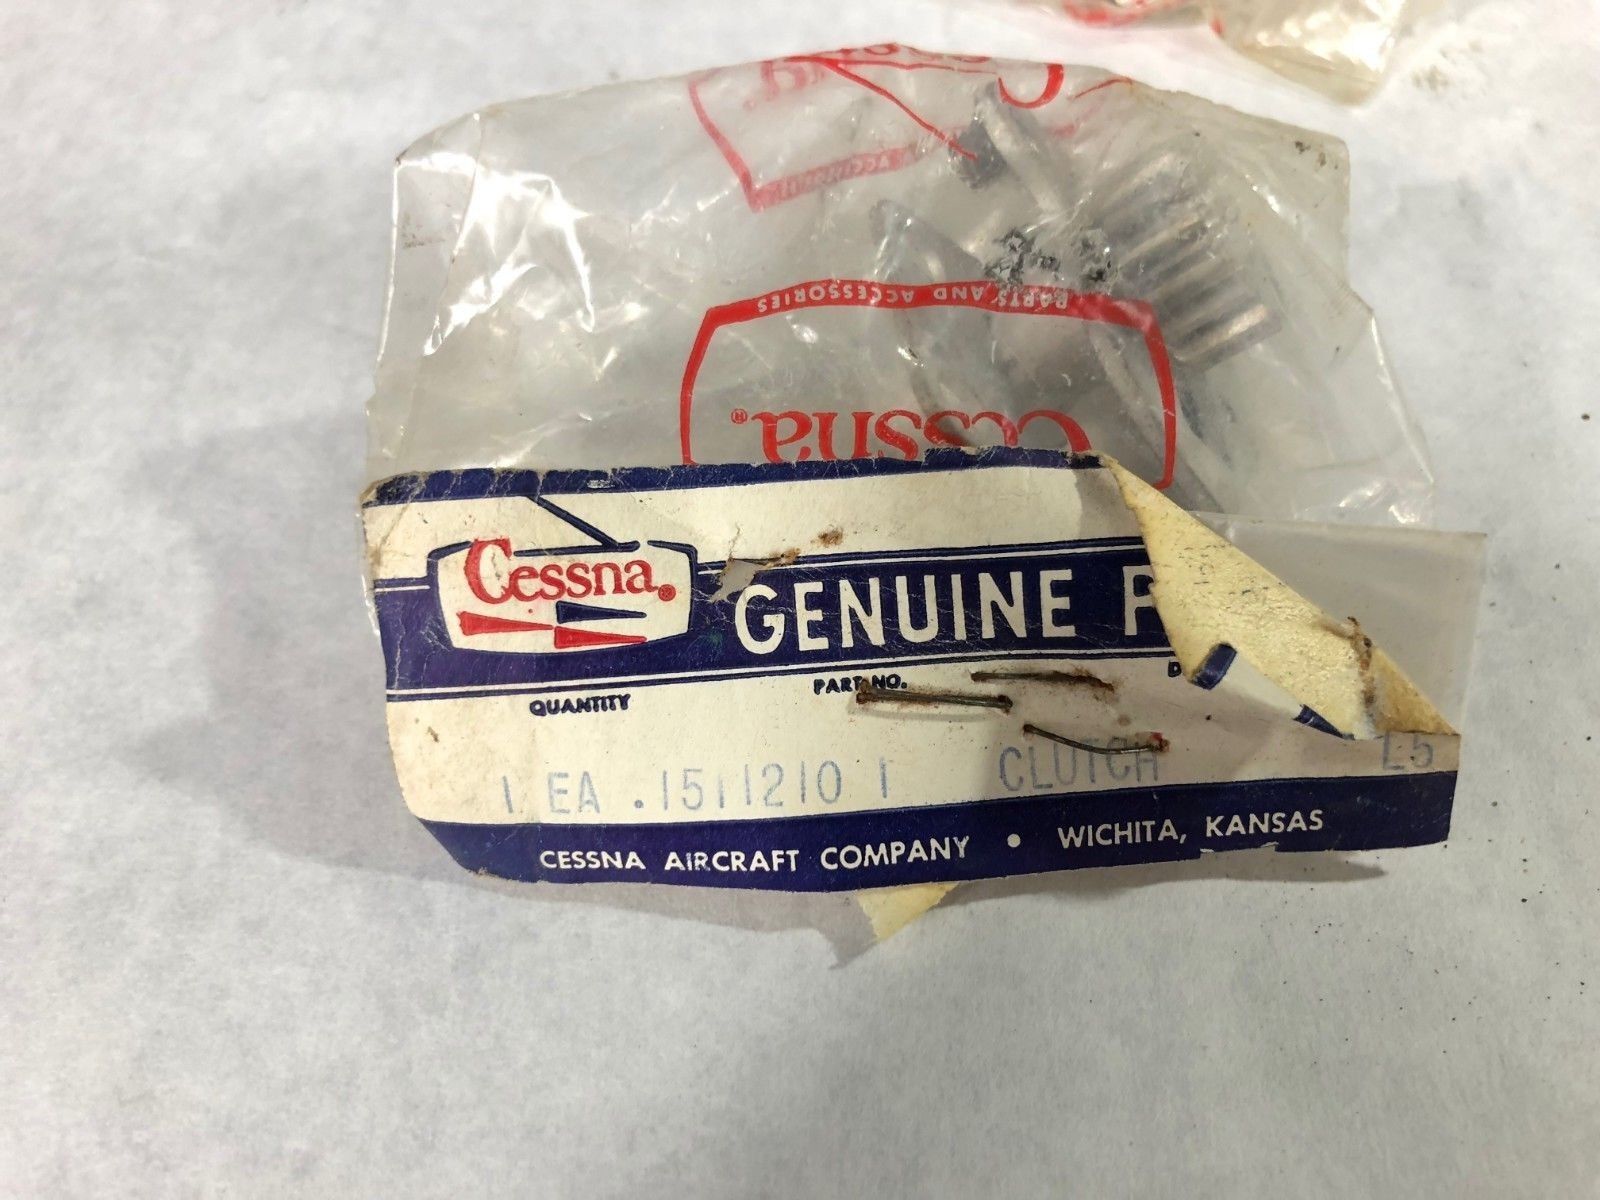 PARTS AND ACCESSORIES
Cessna®
Cessna®
GENUINE P
QUANTITY PART NO. D
1 EA .1511210 1 CLUTCH L5
CESSNA AIRCRAFT COMPANY • WICHITA, KANSAS